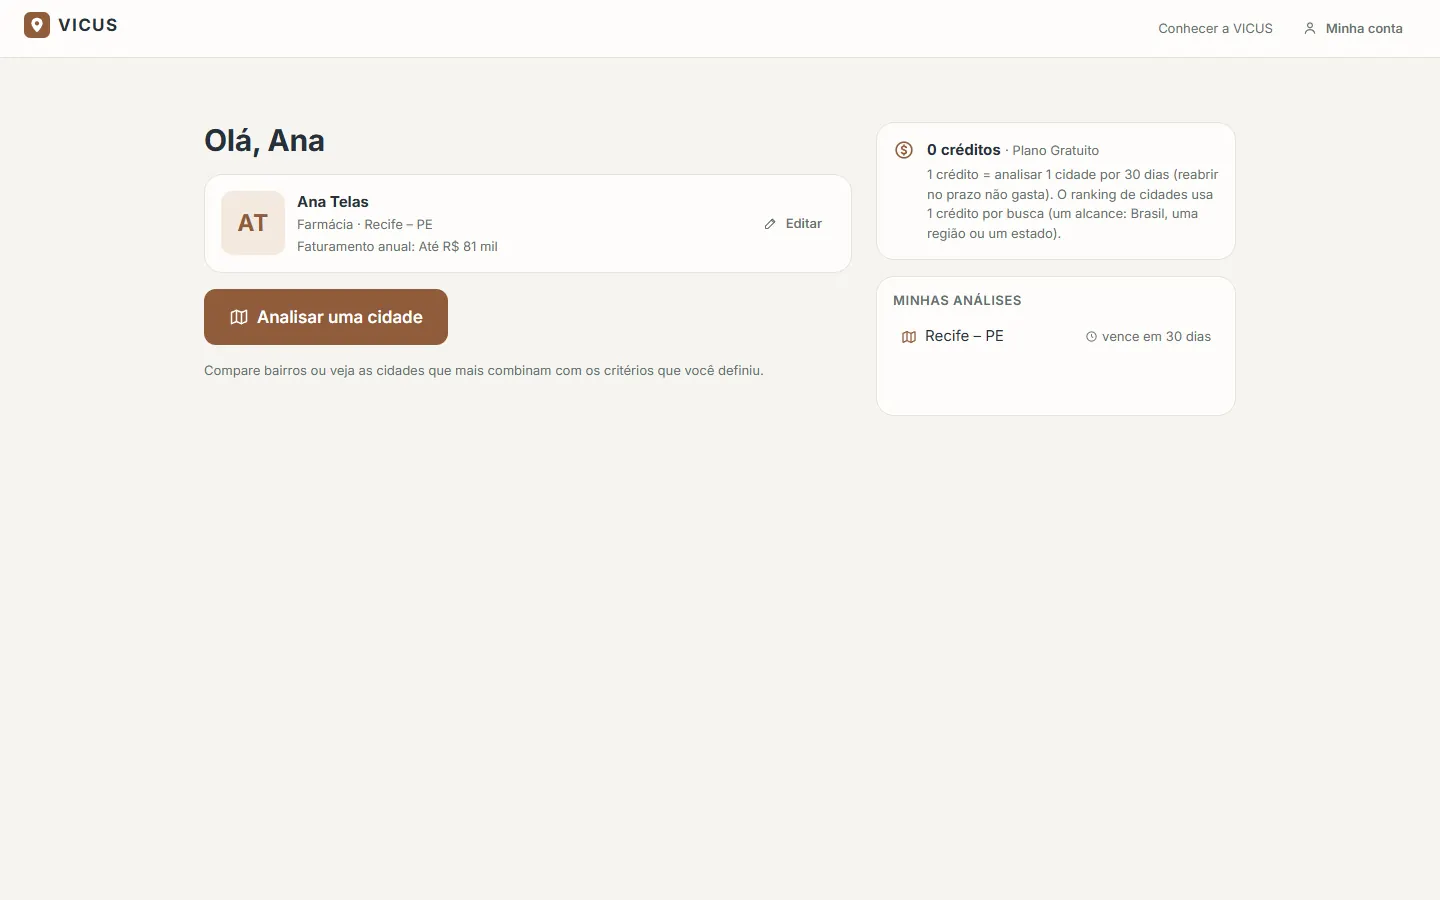 VICUS
Conhecer a VICUS
Minha conta
Olá, Ana
AT
Ana Telas
Farmácia · Recife – PE
Faturamento anual: Até R$ 81 mil
Editar
Analisar uma cidade
Compare bairros ou veja as cidades que mais combinam com os critérios que você definiu.
0 créditos · Plano Gratuito
1 crédito = analisar 1 cidade por 30 dias (reabrir
no prazo não gasta). O ranking de cidades usa
1 crédito por busca (um alcance: Brasil, uma
região ou um estado).
MINHAS ANÁLISES
Recife – PE
vence em 30 dias